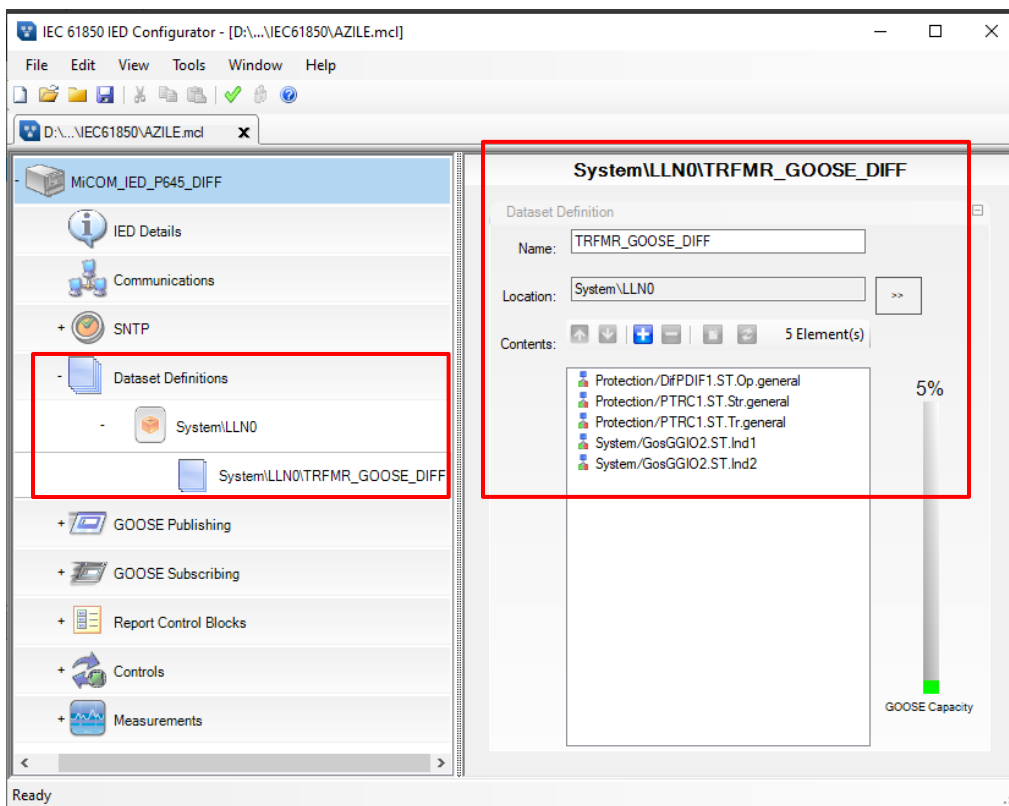 IEC 61850 IED Configurator - [D:\...\IEC61850\AZILE.mcl]
File Edit View Tools Window Help
D:\...\IEC61850\AZILE.mcl x
MiCOM_IED_P645_DIFF
IED Details
Communications
+ SNTP
- Dataset Definitions
- System\LLN0
System\LLN0\TRFMR_GOOSE_DIFF
+ GOOSE Publishing
+ GOOSE Subscribing
+ Report Control Blocks
+ Controls
+ Measurements
System\LLN0\TRFMR_GOOSE_DIFF
Dataset Definition
Name: TRFMR_GOOSE_DIFF
Location: System\LLN0 >>
Contents: 5 Element(s)
Protection/DifPDIF1.ST.Op.general
Protection/PTRC1.ST.Str.general
Protection/PTRC1.ST.Tr.general
System/GosGGIO2.ST.Ind1
System/GosGGIO2.ST.Ind2
5%
GOOSE Capacity
Ready